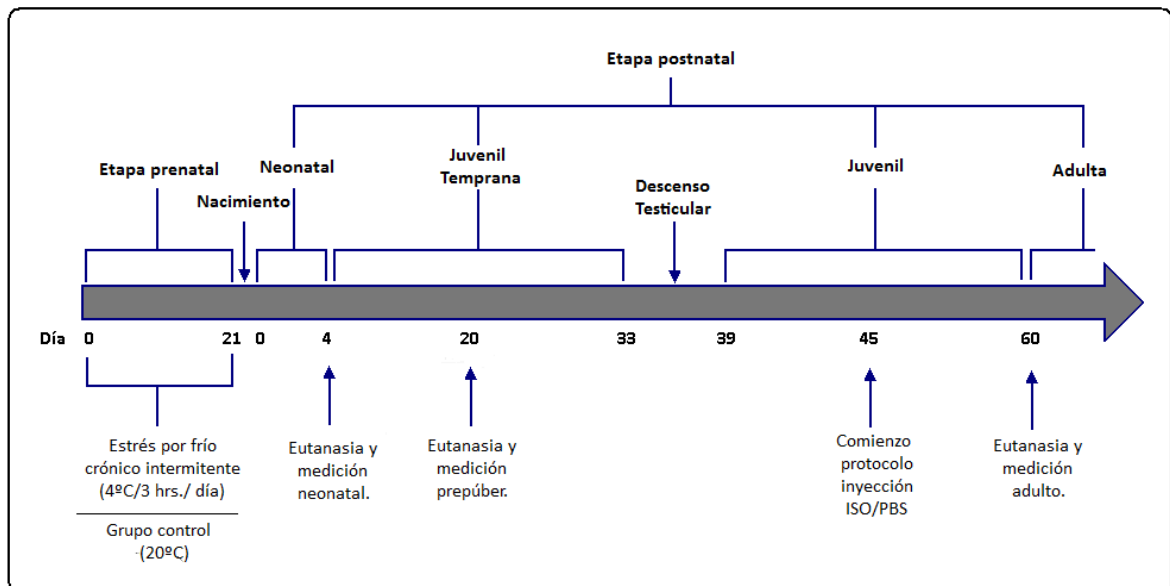 Etapa postnatal
Etapa prenatal
Nacimiento
Neonatal
Juvenil
Temprana
Descenso
Testicular
Juvenil
Adulta
Día 0 21 0 4 20 33 39 45 60
Estrés por frío
crónico intermitente
(4ºC/3 hrs./ día)
Grupo control
(20ºC)
Eutanasia y
medición
neonatal.
Eutanasia y
medición
prepúber.
Comienzo
protocolo
inyección
ISO/PBS
Eutanasia y
medición
adulto.